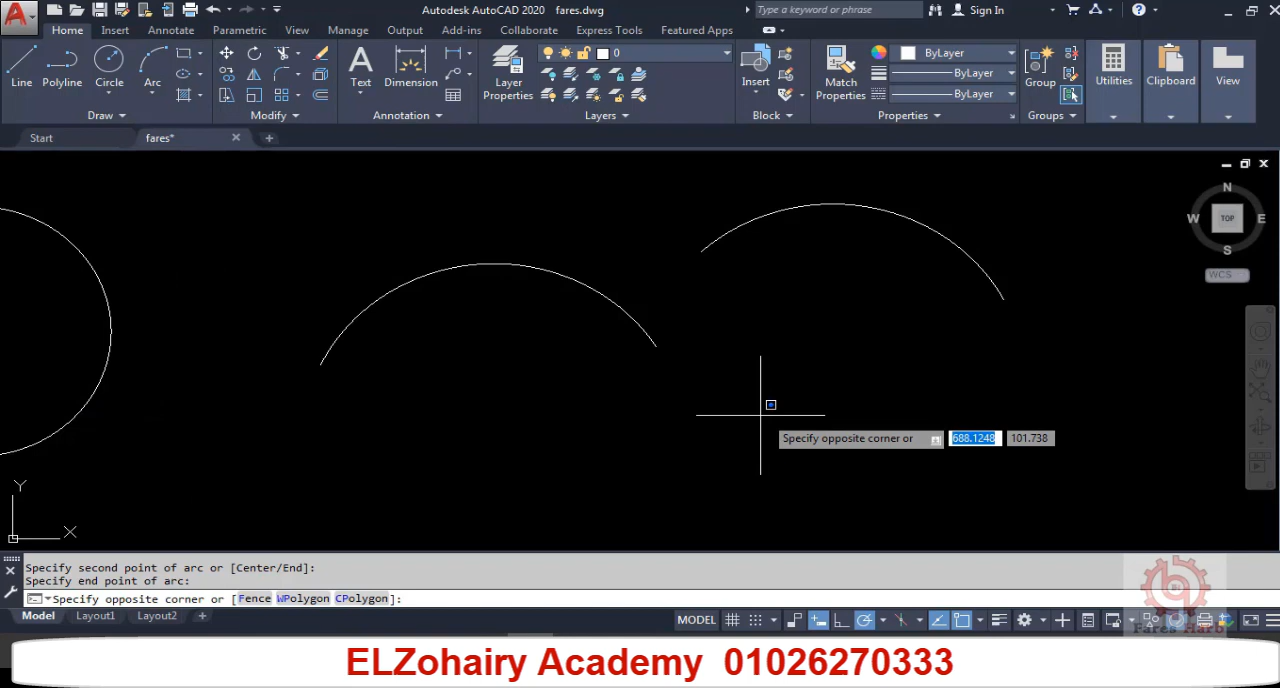 Autodesk AutoCAD 2020 fares.dwg
Type a keyword or phrase
Sign In
Home Insert Annotate Parametric View Manage Output Add-ins Collaborate Express Tools Featured Apps
Line Polyline Circle Arc
Text Dimension
Layer Properties
0
Insert
Match Properties
ByLayer
ByLayer
ByLayer
Group
Utilities
Clipboard
View
Draw Modify Annotation Layers Block Properties Groups
Start fares*
N
W TOP E
S
WCS
Specify opposite corner or 688.1248 101.738
Y
X
Specify second point of arc or [Center/End]:
Specify end point of arc:
Specify opposite corner or [Fence WPolygon CPolygon]:
Model Layout1 Layout2 +
MODEL
Fares Harb
ELZohairy Academy 01026270333